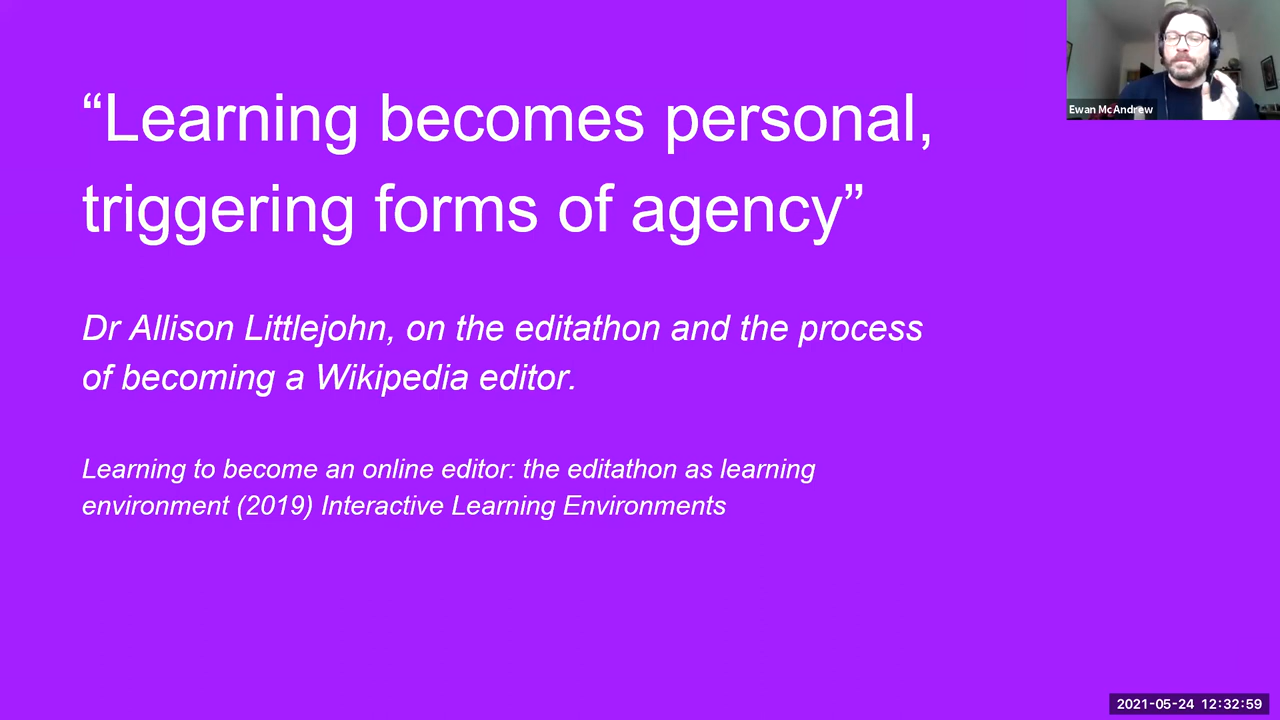 “Learning becomes personal,
triggering forms of agency”
Dr Allison Littlejohn, on the editathon and the process
of becoming a Wikipedia editor.
Learning to become an online editor: the editathon as learning
environment (2019) Interactive Learning Environments
Ewan McAndrew
2021-05-24 12:32:59